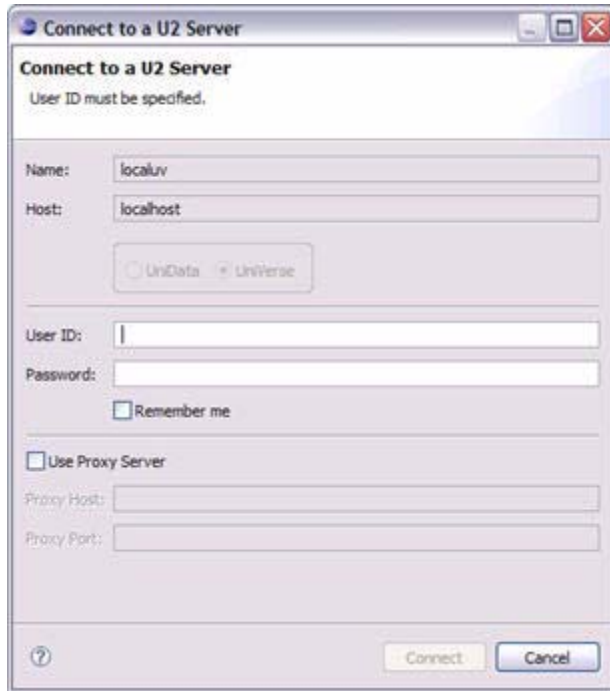 Connect to a U2 Server
Connect to a U2 Server
User ID must be specified.
Name: localuv
Host: localhost
UniData UniVerse
User ID:
Password:
Remember me
Use Proxy Server
Proxy Host:
Proxy Port:
? Connect Cancel